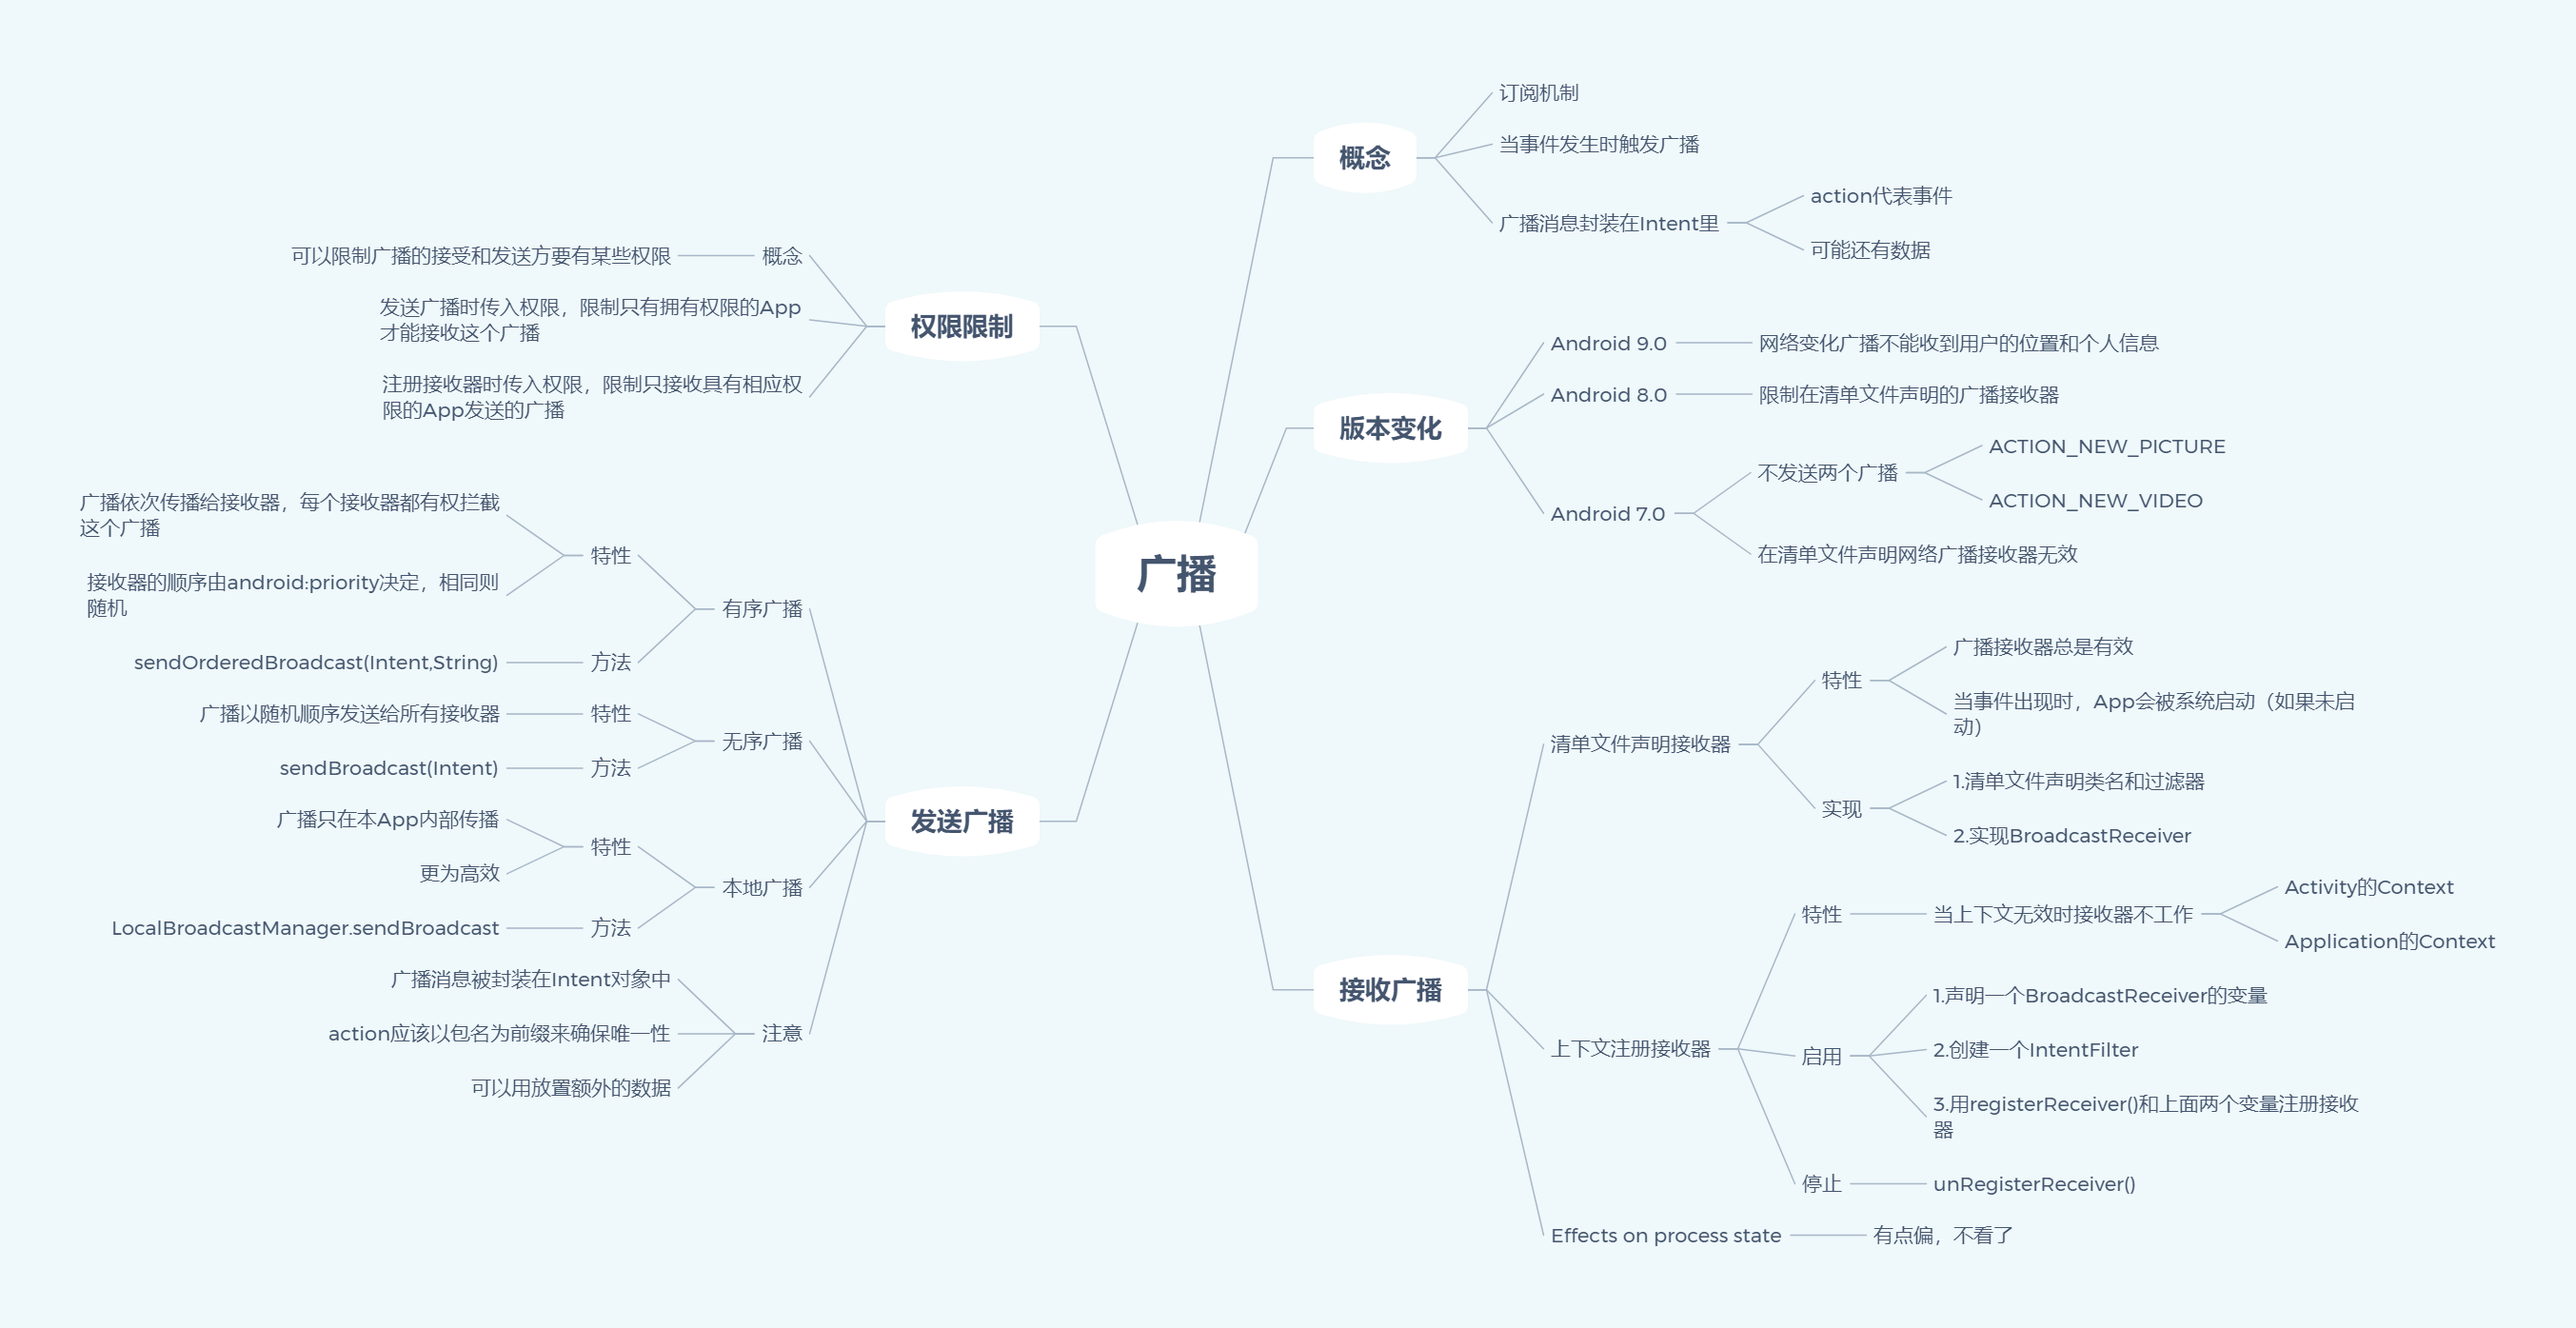 广播
概念
订阅机制
当事件发生时触发广播
广播消息封装在Intent里
action代表事件
可能还有数据
版本变化
Android 9.0
网络变化广播不能收到用户的位置和个人信息
Android 8.0
限制在清单文件声明的广播接收器
Android 7.0
不发送两个广播
ACTION_NEW_PICTURE
ACTION_NEW_VIDEO
在清单文件声明网络广播接收器无效
接收广播
清单文件声明接收器
特性
广播接收器总是有效
当事件出现时，App会被系统启动（如果未启
动）
实现
1.清单文件声明类名和过滤器
2.实现BroadcastReceiver
上下文注册接收器
特性
当上下文无效时接收器不工作
Activity的Context
Application的Context
启用
1.声明一个BroadcastReceiver的变量
2.创建一个IntentFilter
3.用registerReceiver()和上面两个变量注册接收
器
停止
unRegisterReceiver()
Effects on process state
有点偏，不看了
权限限制
概念
可以限制广播的接受和发送方要有某些权限
发送广播时传入权限，限制只有拥有权限的App
才能接收这个广播
注册接收器时传入权限，限制只接收具有相应权
限的App发送的广播
发送广播
有序广播
特性
广播依次传播给接收器，每个接收器都有权拦截
这个广播
接收器的顺序由android:priority决定，相同则
随机
方法
sendOrderedBroadcast(Intent,String)
无序广播
特性
广播以随机顺序发送给所有接收器
方法
sendBroadcast(Intent)
本地广播
特性
广播只在本App内部传播
更为高效
方法
LocalBroadcastManager.sendBroadcast
注意
广播消息被封装在Intent对象中
action应该以包名为前缀来确保唯一性
可以用放置额外的数据